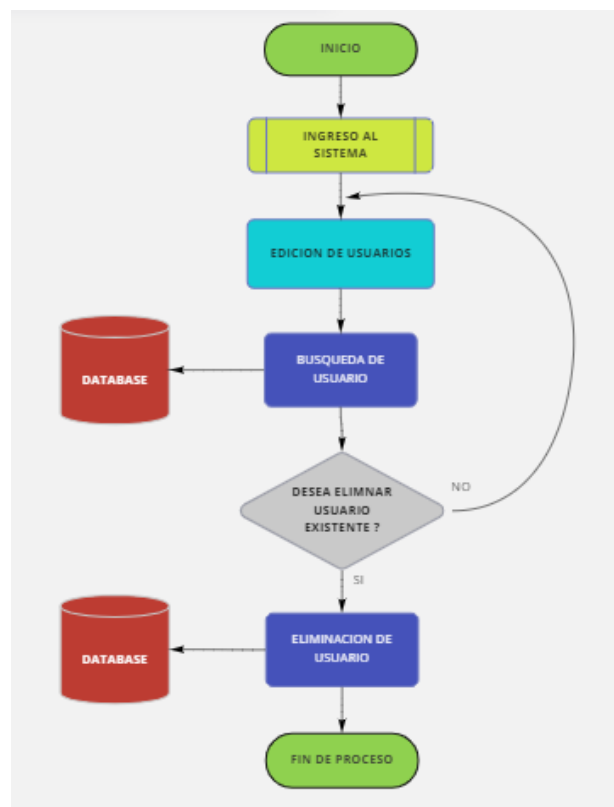 INICIO
INGRESO AL
SISTEMA
EDICION DE USUARIOS
BUSQUEDA DE
USUARIO
DATABASE
DESEA ELIMNAR
USUARIO
EXISTENTE ?
NO
SI
ELIMINACION DE
USUARIO
DATABASE
FIN DE PROCESO